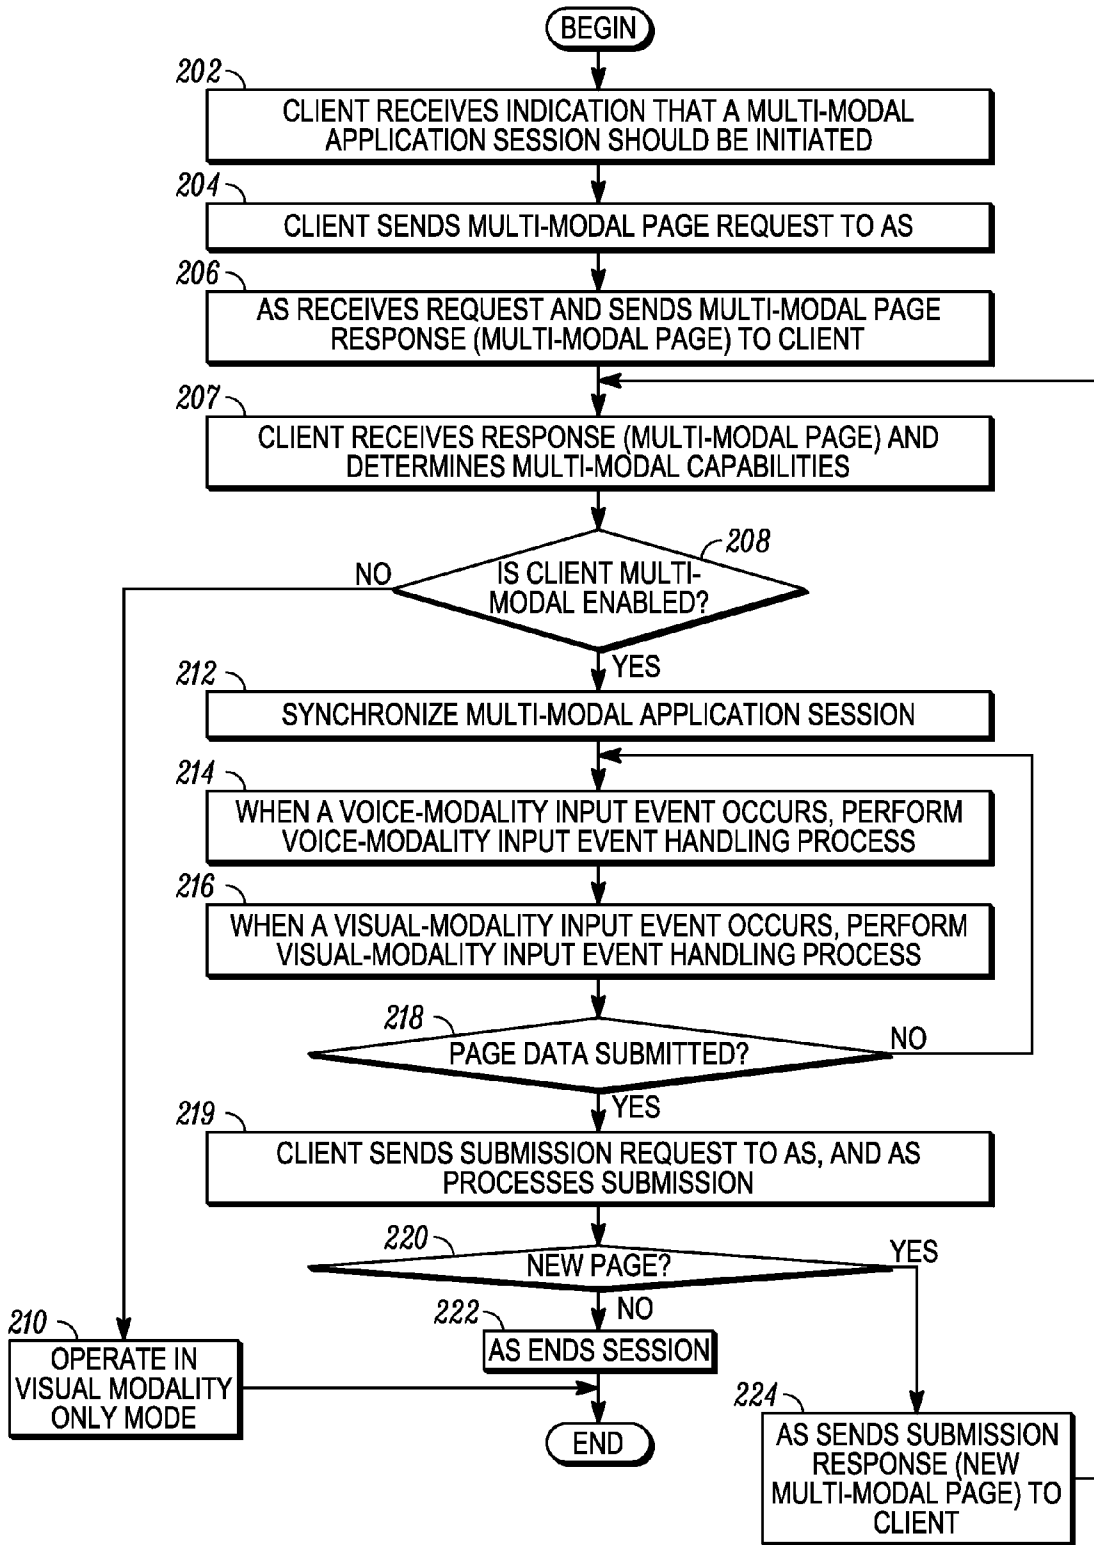 BEGIN
202
CLIENT RECEIVES INDICATION THAT A MULTI-MODAL
APPLICATION SESSION SHOULD BE INITIATED
204
CLIENT SENDS MULTI-MODAL PAGE REQUEST TO AS
206
AS RECEIVES REQUEST AND SENDS MULTI-MODAL PAGE
RESPONSE (MULTI-MODAL PAGE) TO CLIENT
207
CLIENT RECEIVES RESPONSE (MULTI-MODAL PAGE) AND
DETERMINES MULTI-MODAL CAPABILITIES
208
NO
IS CLIENT MULTI-
MODAL ENABLED?
YES
212
SYNCHRONIZE MULTI-MODAL APPLICATION SESSION
214
WHEN A VOICE-MODALITY INPUT EVENT OCCURS, PERFORM
VOICE-MODALITY INPUT EVENT HANDLING PROCESS
216
WHEN A VISUAL-MODALITY INPUT EVENT OCCURS, PERFORM
VISUAL-MODALITY INPUT EVENT HANDLING PROCESS
218
PAGE DATA SUBMITTED?
NO
YES
219
CLIENT SENDS SUBMISSION REQUEST TO AS, AND AS
PROCESSES SUBMISSION
220
NEW PAGE?
YES
NO
222
AS ENDS SESSION
210
OPERATE IN
VISUAL MODALITY
ONLY MODE
END
224
AS SENDS SUBMISSION
RESPONSE (NEW
MULTI-MODAL PAGE) TO
CLIENT